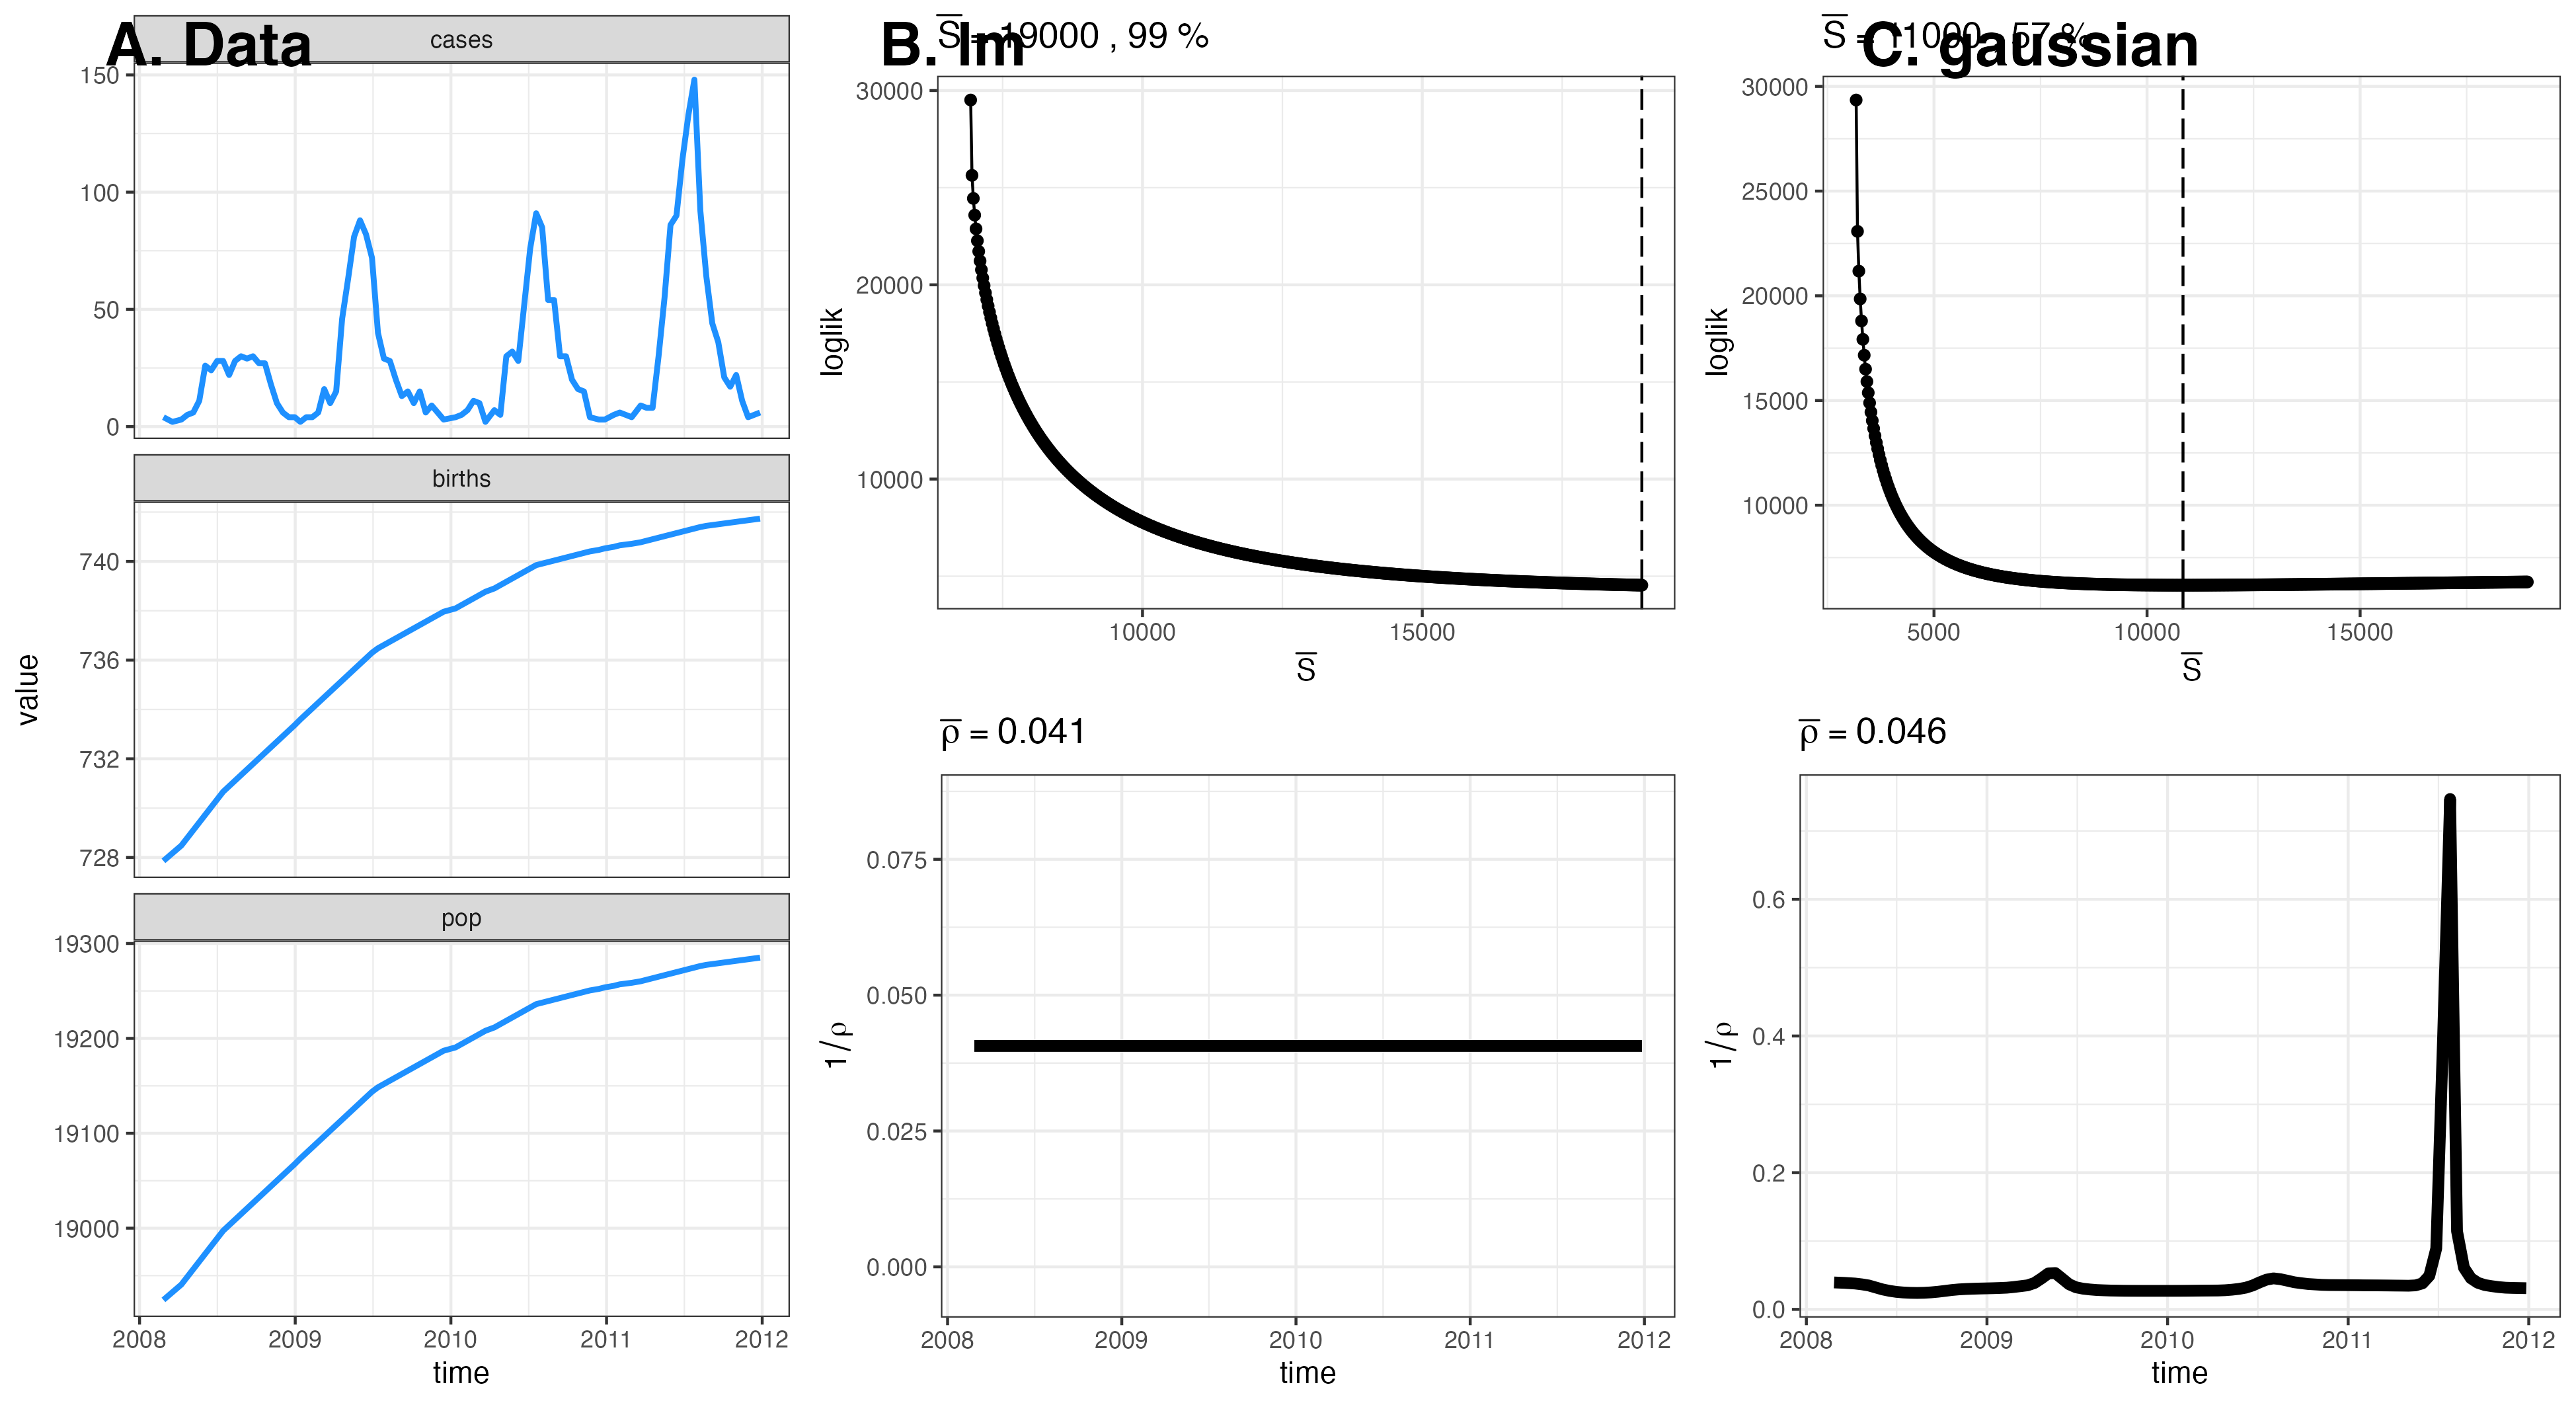 A. Data
cases
150
100
50
0
births
740
736
732
728
pop
19300
19200
19100
19000
value
2008
2009
2010
2011
2012
time
B. lm
S̅ = 19000 , 99 %
30000
20000
10000
loglik
10000
15000
S̅
ρ̅ = 0.041
0.075
0.050
0.025
0.000
1/ρ
2008
2009
2010
2011
2012
time
C. gaussian
S̅ = 11000 , 57 %
30000
25000
20000
15000
10000
loglik
5000
10000
15000
S̅
ρ̅ = 0.046
0.6
0.4
0.2
0.0
1/ρ
2008
2009
2010
2011
2012
time